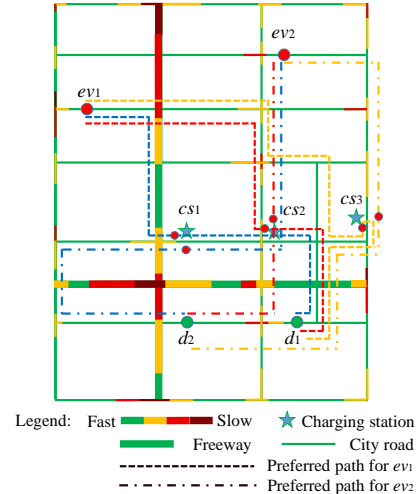 ev2
ev1
cs1
cs2
cs3
d2
d1
Legend: Fast Slow Charging station
Freeway City road
Preferred path for ev1
Preferred path for ev2